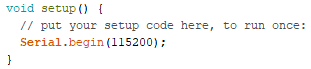 void setup() {
  // put your setup code here, to run once:
  Serial.begin(115200);
}